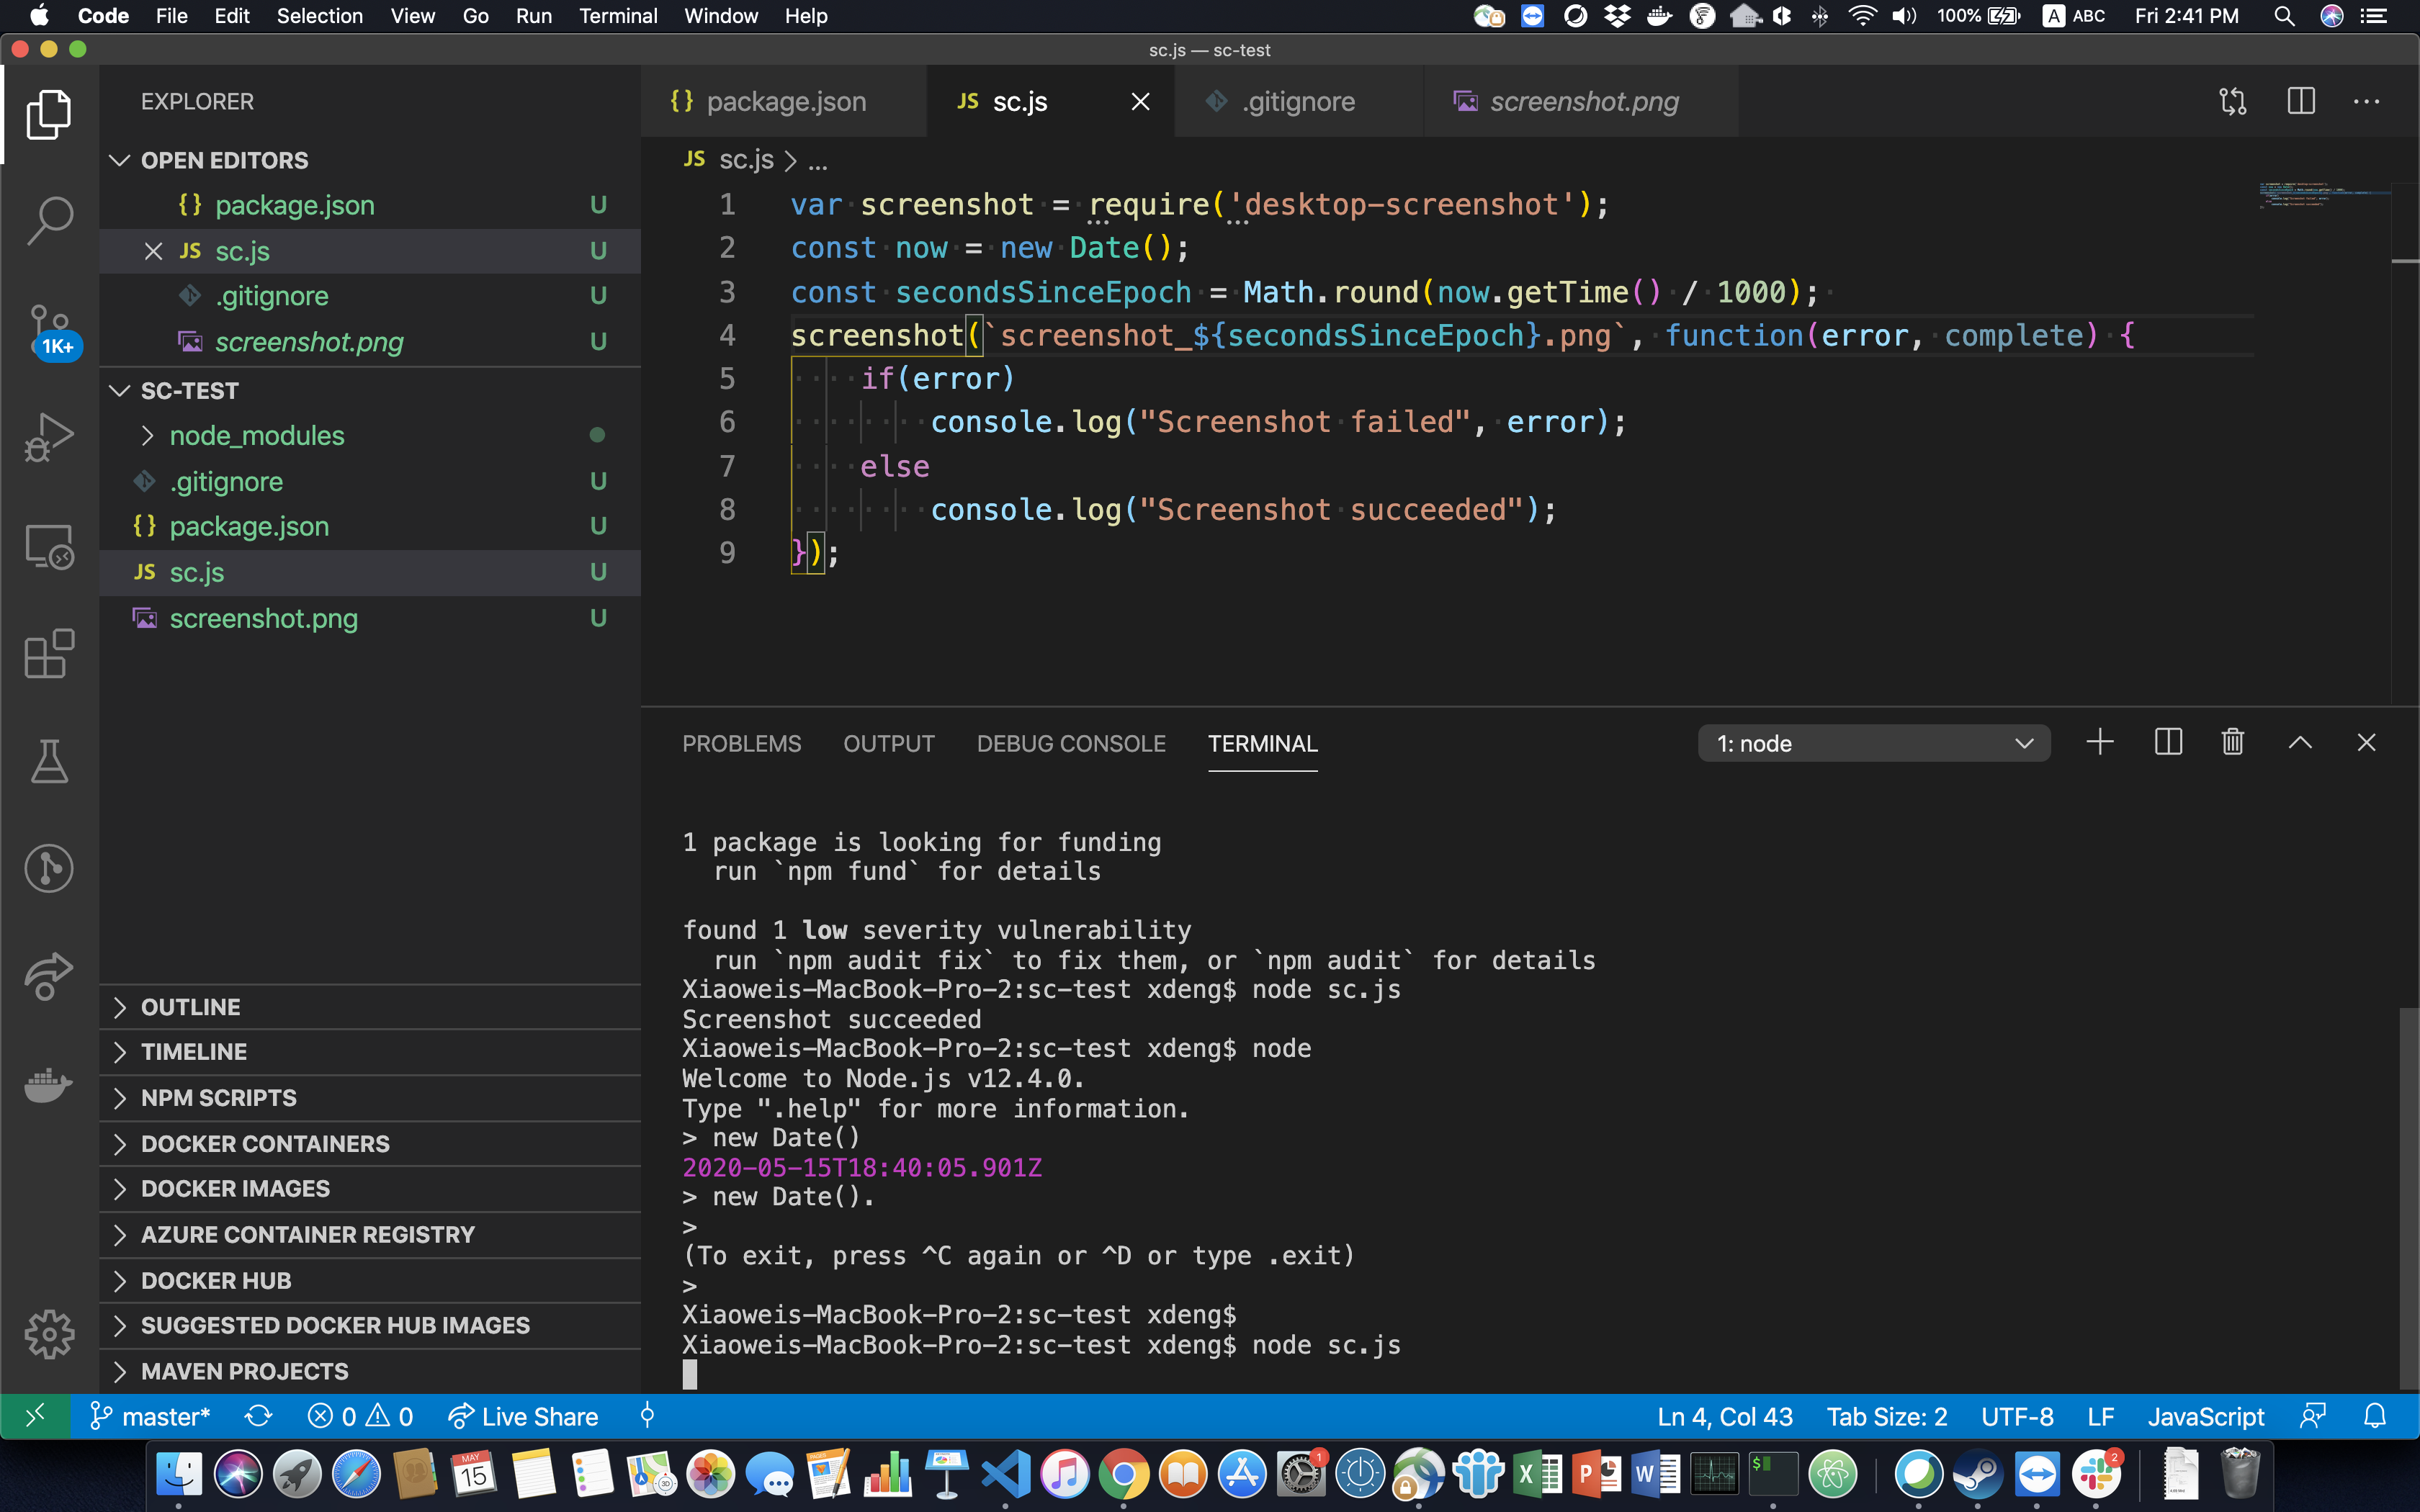 Code File Edit Selection View Go Run Terminal Window Help
100% A ABC Fri 2:41 PM
sc.js — sc-test
EXPLORER
OPEN EDITORS
{} package.json U
JS sc.js U
.gitignore U
screenshot.png U
1K+
SC-TEST
node_modules
.gitignore U
{} package.json U
JS sc.js U
screenshot.png U
OUTLINE
TIMELINE
NPM SCRIPTS
DOCKER CONTAINERS
DOCKER IMAGES
AZURE CONTAINER REGISTRY
DOCKER HUB
SUGGESTED DOCKER HUB IMAGES
MAVEN PROJECTS
{} package.json JS sc.js .gitignore screenshot.png
JS sc.js > ...
1 var screenshot = require('desktop-screenshot');
2 const now = new Date();
3 const secondsSinceEpoch = Math.round(now.getTime() / 1000);
4 screenshot(`screenshot_${secondsSinceEpoch}.png`, function(error, complete) {
5 if(error)
6 console.log("Screenshot failed", error);
7 else
8 console.log("Screenshot succeeded");
9 });
PROBLEMS OUTPUT DEBUG CONSOLE TERMINAL 1: node
1 package is looking for funding
run `npm fund` for details
found 1 low severity vulnerability
run `npm audit fix` to fix them, or `npm audit` for details
Xiaoweis-MacBook-Pro-2:sc-test xdeng$ node sc.js
Screenshot succeeded
Xiaoweis-MacBook-Pro-2:sc-test xdeng$ node
Welcome to Node.js v12.4.0.
Type ".help" for more information.
> new Date()
2020-05-15T18:40:05.901Z
> new Date().
>
(To exit, press ^C again or ^D or type .exit)
>
Xiaoweis-MacBook-Pro-2:sc-test xdeng$
Xiaoweis-MacBook-Pro-2:sc-test xdeng$ node sc.js
master* 0 0 Live Share Ln 4, Col 43 Tab Size: 2 UTF-8 LF JavaScript
MAY
15
3D
1
X
P
W
$
2